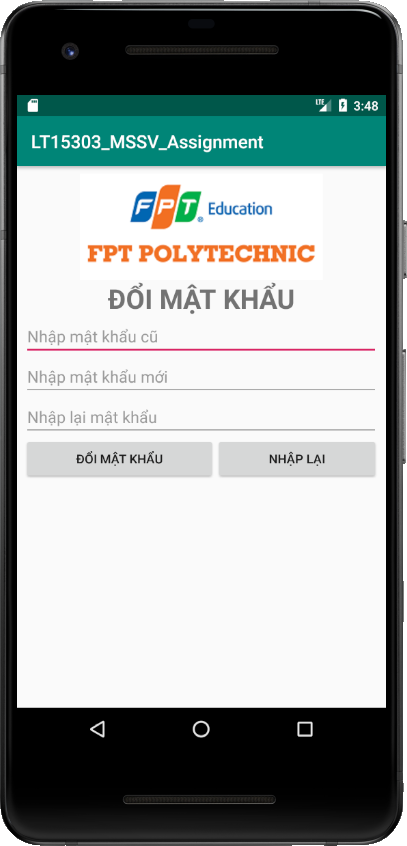 LTE 3:48
LT15303_MSSV_Assignment
FPT® Education
FPT POLYTECHNIC
ĐỔI MẬT KHẨU
Nhập mật khẩu cũ
Nhập mật khẩu mới
Nhập lại mật khẩu
ĐỔI MẬT KHẨU NHẬP LẠI